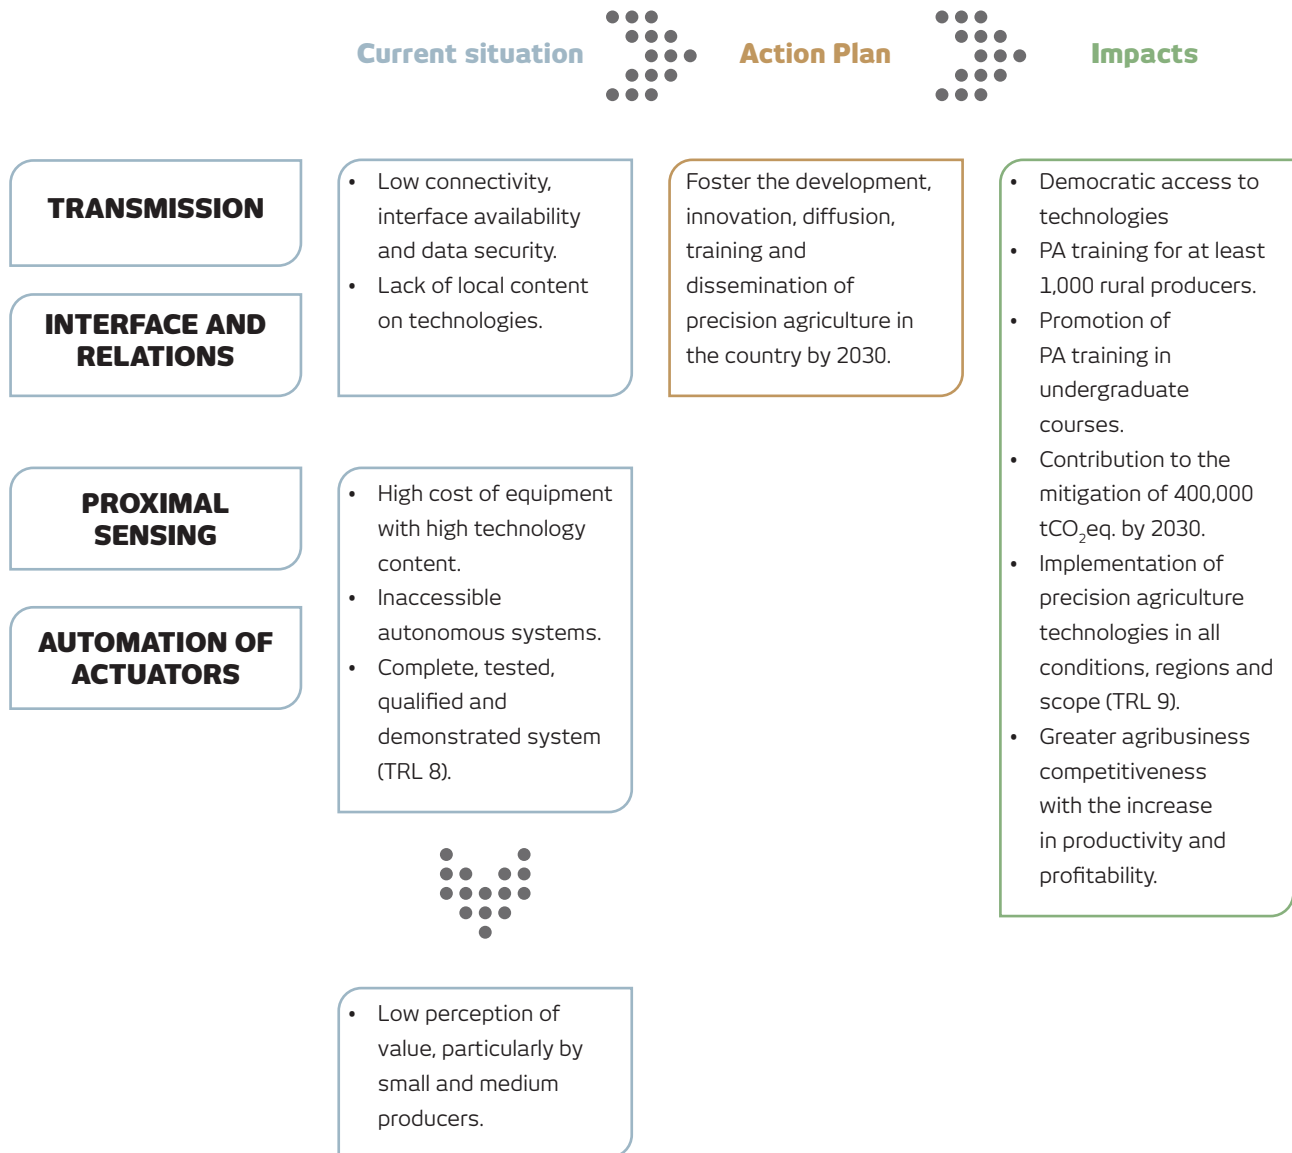 Current situation
Action Plan
Impacts
TRANSMISSION
INTERFACE AND
RELATIONS
• Low connectivity,
interface availability
and data security.
• Lack of local content
on technologies.
Foster the development,
innovation, diffusion,
training and
dissemination of
precision agriculture in
the country by 2030.
• Democratic access to
technologies
• PA training for at least
1,000 rural producers.
• Promotion of
PA training in
undergraduate
courses.
• Contribution to the
mitigation of 400,000
tCO₂eq. by 2030.
• Implementation of
precision agriculture
technologies in all
conditions, regions and
scope (TRL 9).
• Greater agribusiness
competitiveness
with the increase
in productivity and
profitability.
PROXIMAL
SENSING
AUTOMATION OF
ACTUATORS
• High cost of equipment
with high technology
content.
• Inaccessible
autonomous systems.
• Complete, tested,
qualified and
demonstrated system
(TRL 8).
• Low perception of
value, particularly by
small and medium
producers.